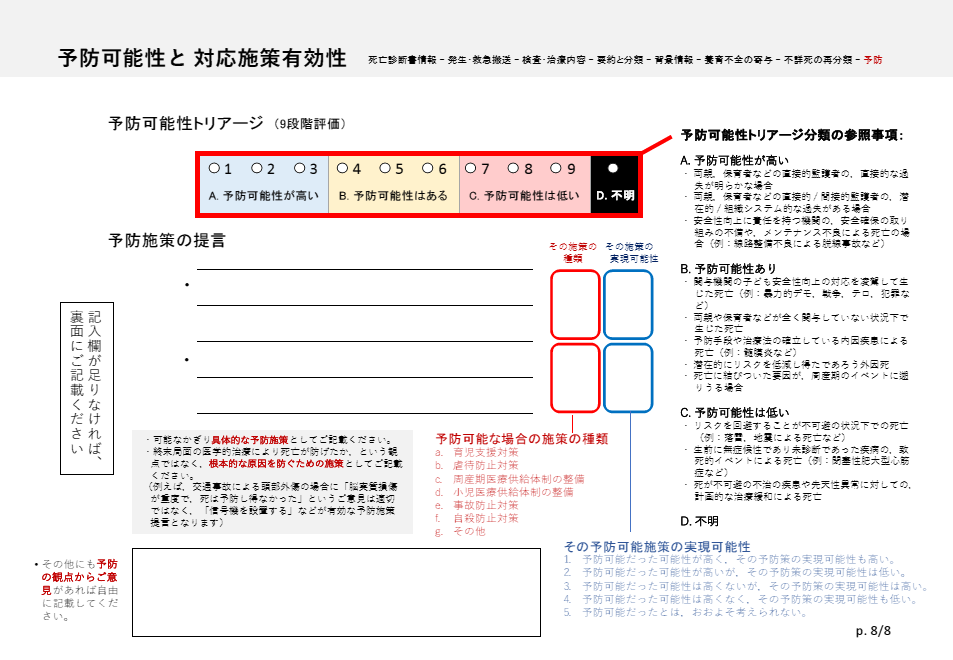 予防可能性と 対応施策有効性
死亡診断書情報 – 発生・救急搬送 – 検査・治療内容 – 要約と分類 – 背景情報 – 養育不全の寄与 – 不詳死の再分類 – 予防
予防可能性トリアージ （9段階評価）
○1 ○2 ○3 ○4 ○5 ○6 ○7 ○8 ○9 ●
A. 予防可能性が高い B. 予防可能性はある C. 予防可能性は低い D. 不明
予防施策の提言
その施策の
種類
その施策の
実現可能性
•
•
記入欄が足りなければ、
裏面にご記載ください
・可能なかぎり具体的な予防施策としてご記載ください。
・終末局面の医学的治療により死亡が防げたか、という観
点ではなく、根本的な原因を防ぐための施策としてご記載
ください。
（例えば、交通事故による頭部外傷の場合に「脳実質損傷
が重度で、死は予防し得なかった」というご意見は適切
ではなく、「信号機を設置する」などが有効な予防施策
提言となります）
予防可能な場合の施策の種類
a. 育児支援対策
b. 虐待防止対策
c. 周産期医療供給体制の整備
d. 小児医療供給体制の整備
e. 事故防止対策
f. 自殺防止対策
g. その他
• その他にも予防
の観点からご意
見があれば自由
に記載してくだ
さい。
その予防可能施策の実現可能性
1. 予防可能だった可能性が高く、その予防策の実現可能性も高い。
2. 予防可能だった可能性が高いが、その予防策の実現可能性は低い。
3. 予防可能だった可能性は高くないが、その予防策の実現可能性は高い。
4. 予防可能だった可能性は高くなく、その予防策の実現可能性も低い。
5. 予防可能だったとは、おおよそ考えられない。
予防可能性トリアージ分類の参照事項：
A. 予防可能性が高い
・ 両親、保育者などの直接的監護者の、直接的な過
失が明らかな場合
・ 両親、保育者などの直接的 / 間接的監護者の、潜
在的 / 組織システム的な過失がある場合
・ 安全性向上に責任を持つ機関の、安全確保の取り
組みの不備や、メンテナンス不良による死亡の場
合（例：線路整備不良による脱線事故など）
B. 予防可能性あり
・ 関与機関の子ども安全性向上の対応を凌駕して生
じた死亡（例：暴力的デモ、戦争、テロ、犯罪な
ど）
・ 両親や保育者などが全く関与していない状況下で
生じた死亡
・ 予防手段や治療法の確立している内因疾患による
死亡（例：髄膜炎など）
・ 潜在的にリスクを低減し得たであろう外因死
・ 死亡に結びついた要因が、周産期のイベントに遡
りうる場合
C. 予防可能性は低い
・ リスクを回避することが不可避の状況下での死亡
（例：落雷、地震による死亡など）
・ 生前に無症候性であり未診断であった疾病の、致
死的イベントによる死亡（例：閉塞性肥大型心筋
症など）
・ 死が不可避の不治の疾患や先天性異常に対しての、
計画的な治療緩和による死亡
D. 不明
p. 8/8